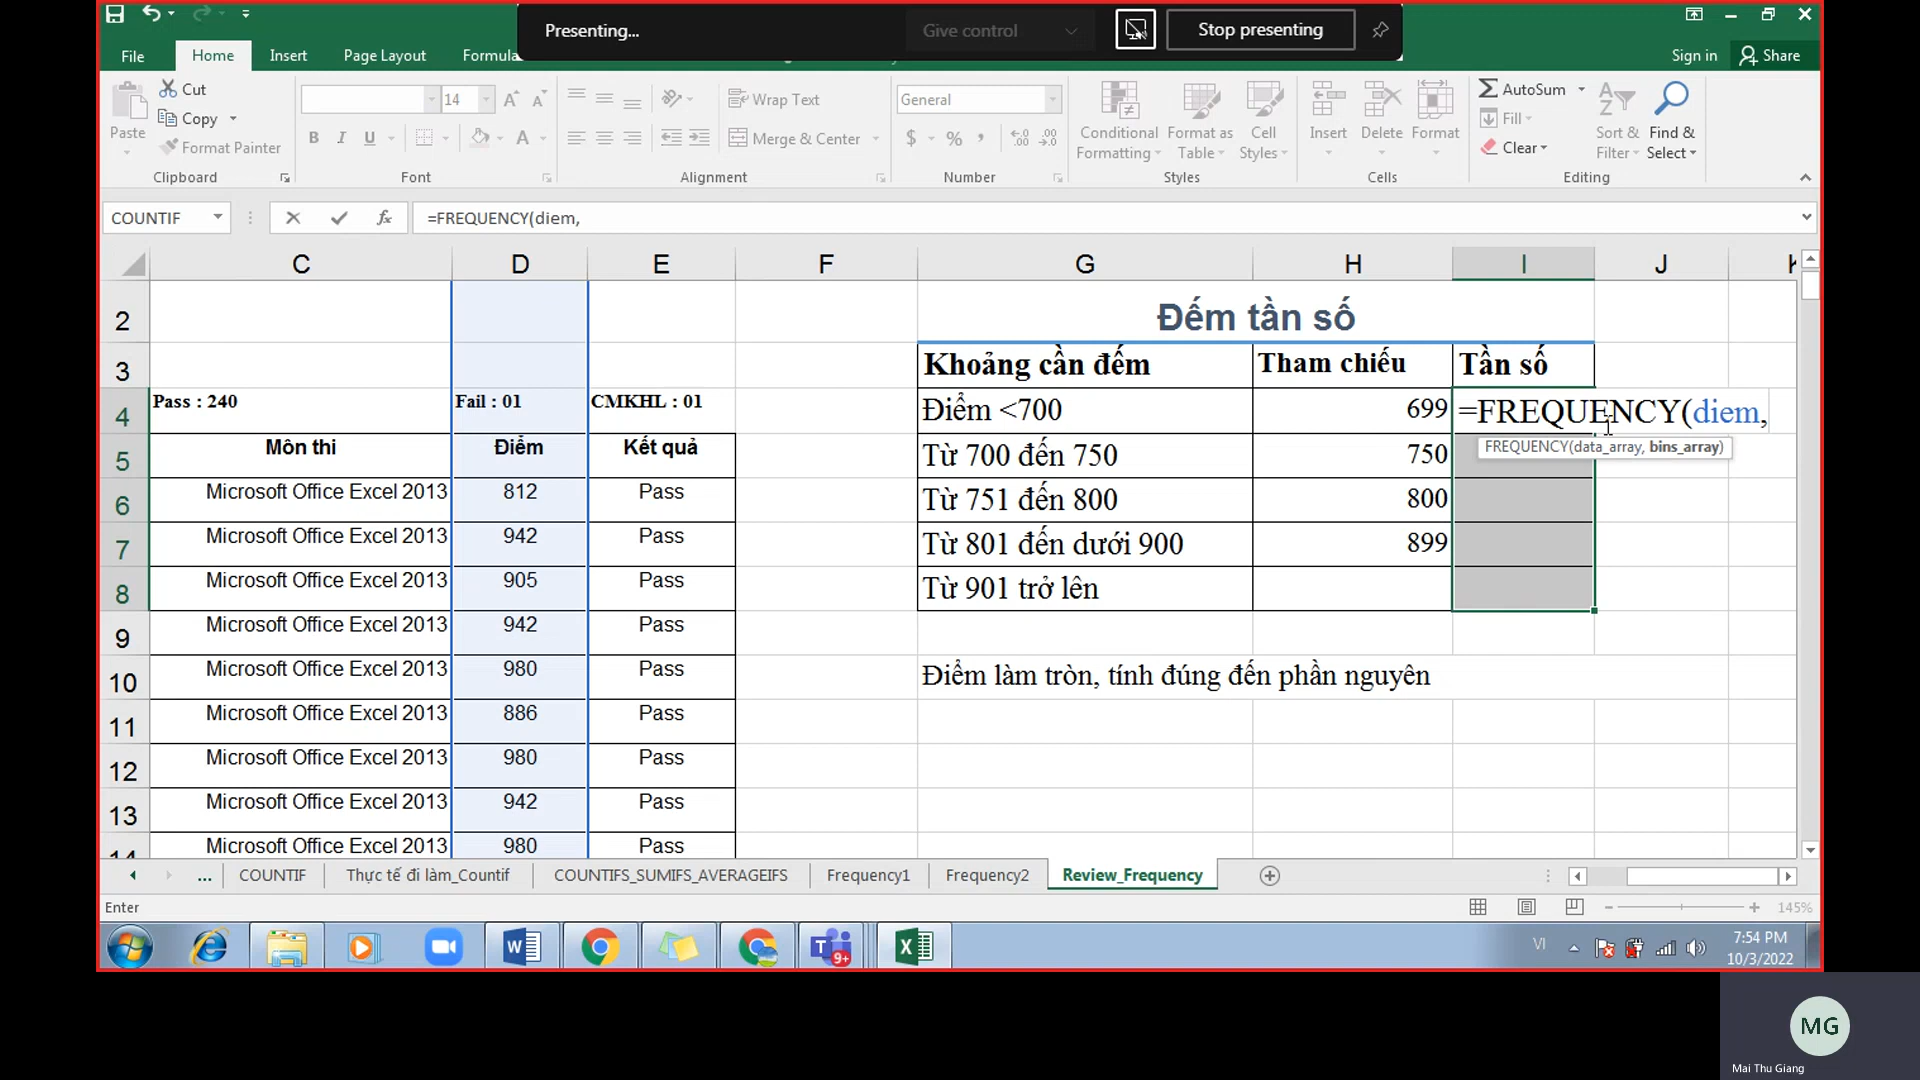 Presenting...
Give control
Stop presenting
File
Home
Insert
Page Layout
Formula
Sign in
Share
Cut
Copy
Format Painter
Paste
Clipboard
14
B I U
Font
Wrap Text
Merge & Center
Alignment
General
$ % ,
Number
Conditional Formatting
Format as Table
Cell Styles
Styles
Insert
Delete
Format
Cells
AutoSum
Fill
Clear
Sort & Filter
Find & Select
Editing
COUNTIF
fx
=FREQUENCY(diem,
C D E F G H I J
2 Đếm tần số
3 Khoảng cần đếm Tham chiếu Tần số
4 Pass : 240 Fail : 01 CMKHL : 01 Điểm <700 699 =FREQUENCY(diem,
FREQUENCY(data_array, bins_array)
5 Môn thi Điểm Kết quả Từ 700 đến 750 750
6 Microsoft Office Excel 2013 812 Pass Từ 751 đến 800 800
7 Microsoft Office Excel 2013 942 Pass Từ 801 đến dưới 900 899
8 Microsoft Office Excel 2013 905 Pass Từ 901 trở lên
9 Microsoft Office Excel 2013 942 Pass
10 Microsoft Office Excel 2013 980 Pass Điểm làm tròn, tính đúng đến phần nguyên
11 Microsoft Office Excel 2013 886 Pass
12 Microsoft Office Excel 2013 980 Pass
13 Microsoft Office Excel 2013 942 Pass
14 Microsoft Office Excel 2013 980 Pass
... COUNTIF Thực tế đi làm_Countif COUNTIFS_SUMIFS_AVERAGEIFS Frequency1 Frequency2 Review_Frequency
Enter
145%
9+
VI
7:54 PM
10/3/2022
MG
Mai Thu Giang